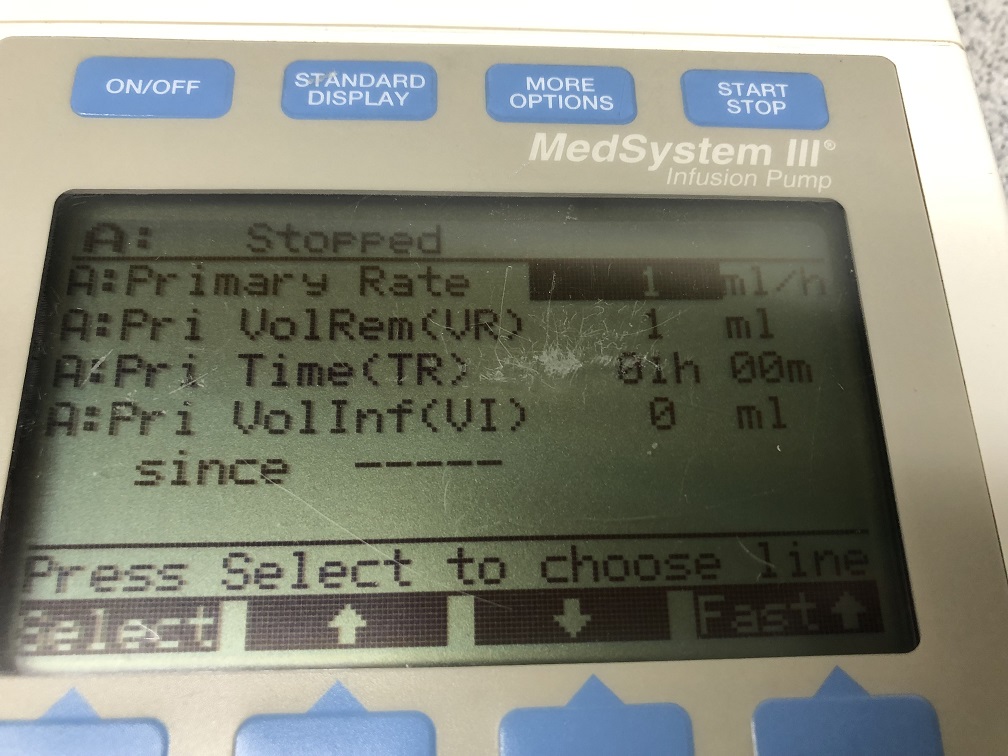 ON/OFF
STANDARD
DISPLAY
MORE
OPTIONS
START
STOP
MedSystem III®
Infusion Pump
A: Stopped
A:Primary Rate 1 ml/h
A:Pri VolRem(VR) 1 ml
A:Pri Time(TR) 01h 00m
A:Pri VolInf(VI) 0 ml
since -----
Press Select to choose line
Select ↑ ↓ Fast↑